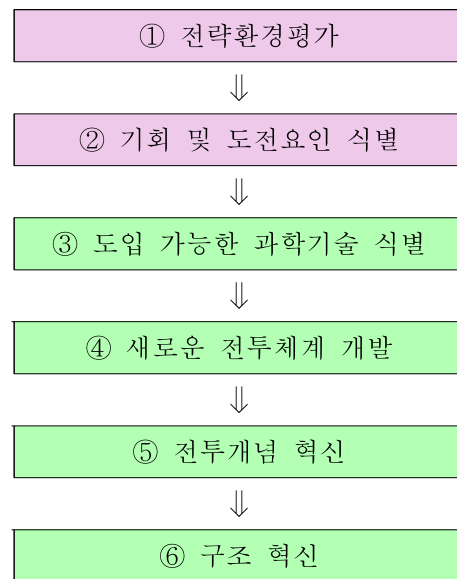 ① 전략환경평가
⇓
② 기회 및 도전요인 식별
⇓
③ 도입 가능한 과학기술 식별
⇓
④ 새로운 전투체계 개발
⇓
⑤ 전투개념 혁신
⇓
⑥ 구조 혁신